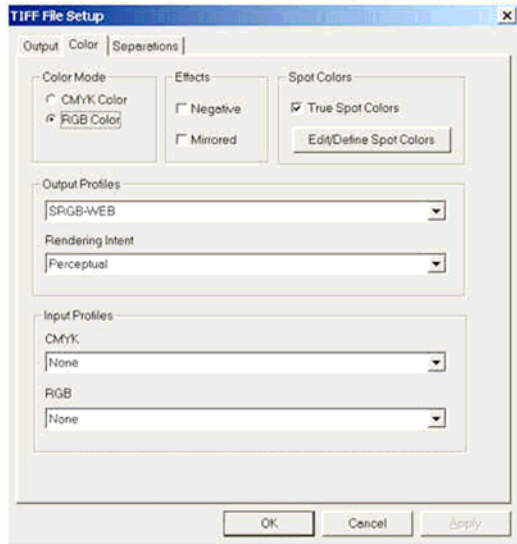 TIFF File Setup
Output Color Separations
Color Mode
CMYK Color
RGB Color
Effects
Negative
Mirrored
Spot Colors
True Spot Colors
Edit/Define Spot Colors
Output Profiles
SRGB-WEB
Rendering Intent
Perceptual
Input Profiles
CMYK
None
RGB
None
OK Cancel Apply